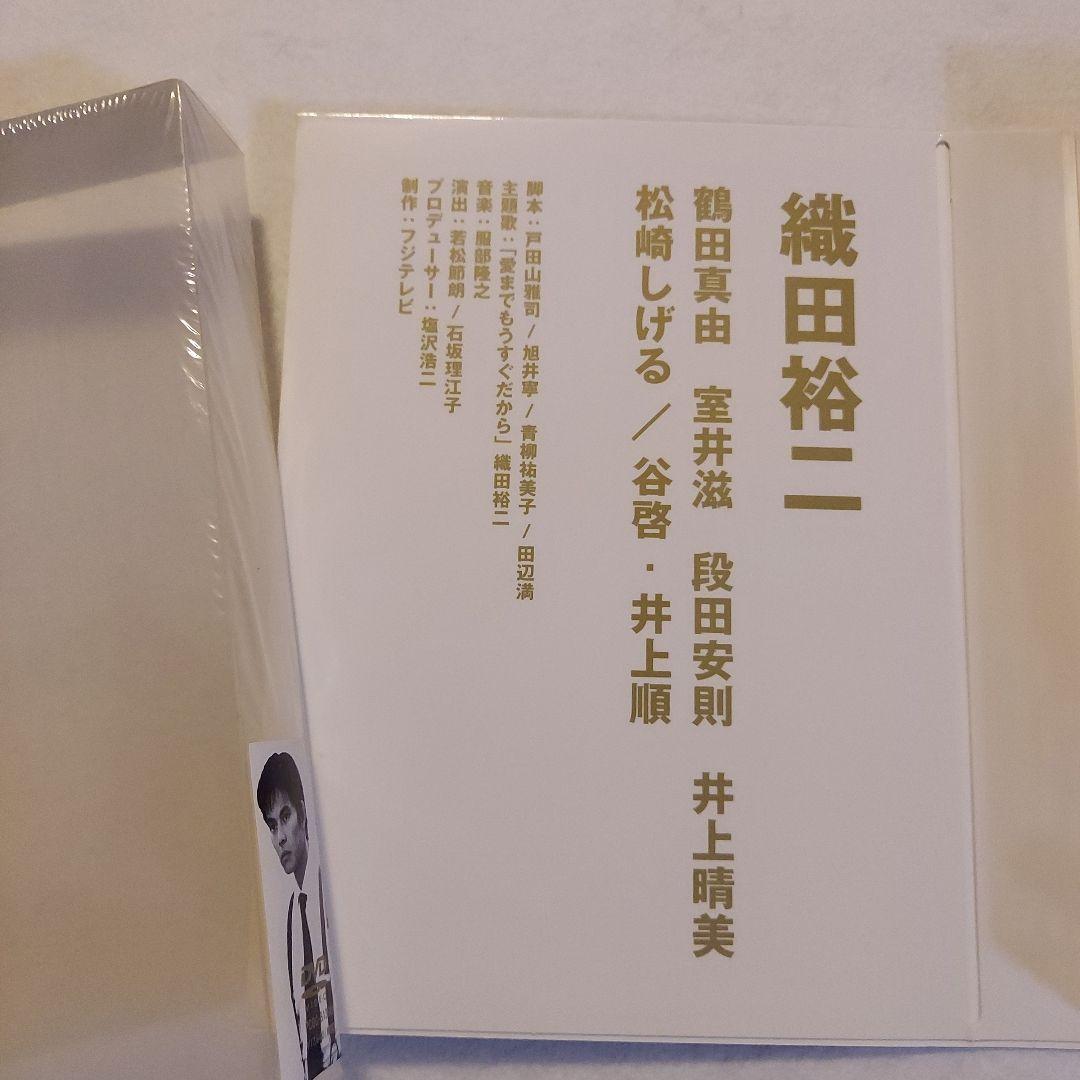 織田裕二
鶴田真由　室井滋　段田安則　井上晴美
松崎しげる／谷啓・井上順
脚本：戸田山雅司 / 旭井寧 / 青柳祐美子 / 田辺満
主題歌：「愛までもうすぐだから」織田裕二
音楽：服部隆之
演出：若松節朗 / 石坂理江子
プロデューサー：塩沢浩二
制作：フジテレビ
DVD